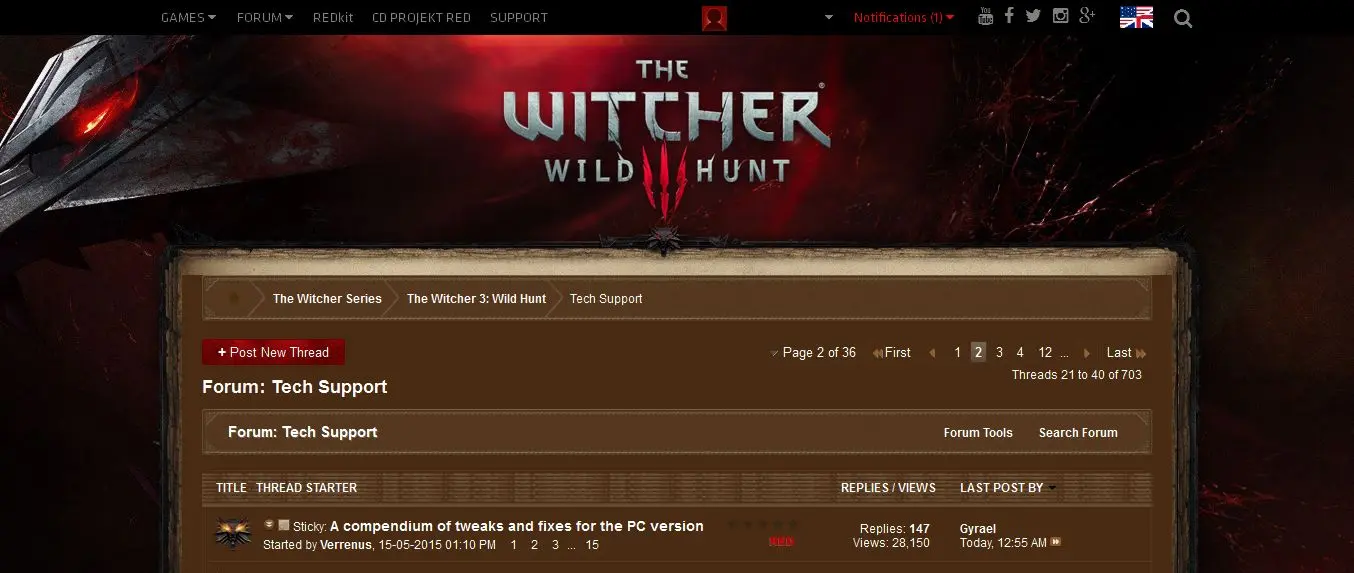 GAMES FORUM REDkit CD PROJEKT RED SUPPORT Notifications (1) You Tube
THE
WITCHER®
WILD HUNT
The Witcher Series The Witcher 3: Wild Hunt Tech Support
+ Post New Thread Page 2 of 36 First 1 2 3 4 12 ... Last
Threads 21 to 40 of 703
Forum: Tech Support
Forum: Tech Support Forum Tools Search Forum
TITLE THREAD STARTER REPLIES / VIEWS LAST POST BY
Sticky: A compendium of tweaks and fixes for the PC version Replies: 147 Gyrael
Started by Verrenus, 15-05-2015 01:10 PM 1 2 3 ... 15 Views: 28,150 Today, 12:55 AM